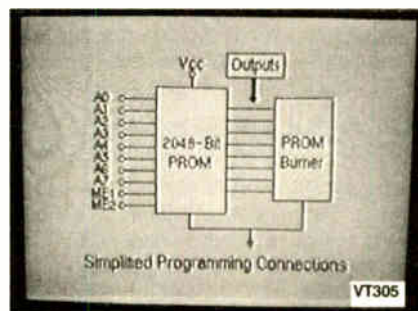 Vcc
Outputs
A0
A1
A2
A3
A4
A5
A6
A7
ME1
ME2
2048-Bit
PROM
PROM
Burner
Simplified Programming Connections
VT305